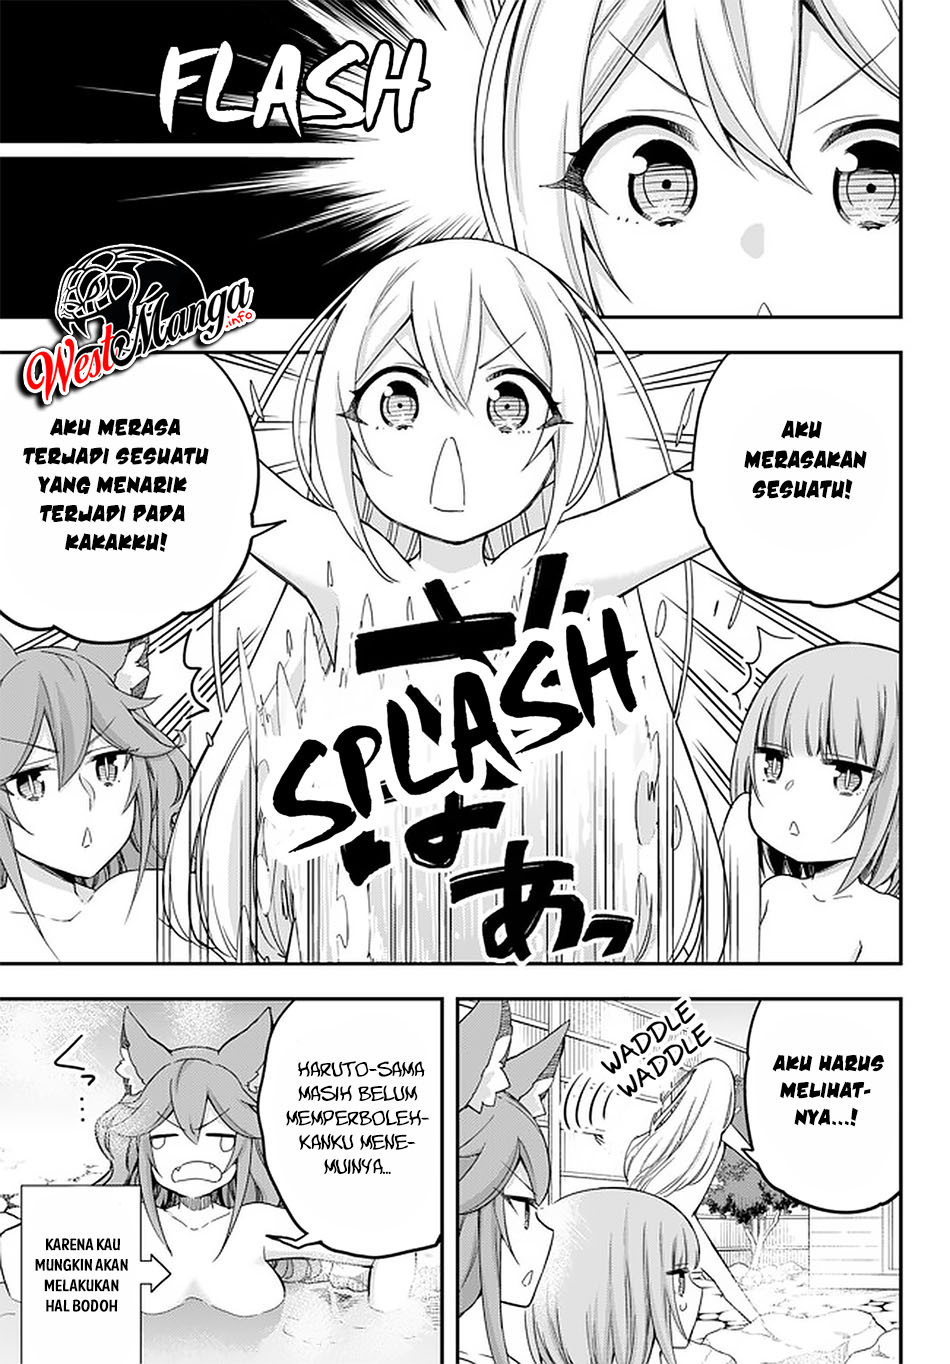 FLASH
WestManga
.info
AKU
MERASAKAN
SESUATU!
AKU MERASA
TERJADI SESUATU
YANG MENARIK
TERJADI PADA
KAKAKKU!
SPLASH
ばあっ
WADDLE
WADDLE
AKU HARUS
MELIHAT-
NYA...!
HARUTO-SAMA
MASIH BELUM
MEMPERBOLEH-
KANKU MENE-
MUINYA...
KARENA KAU
MUNGKIN AKAN
MELAKUKAN
HAL BODOH